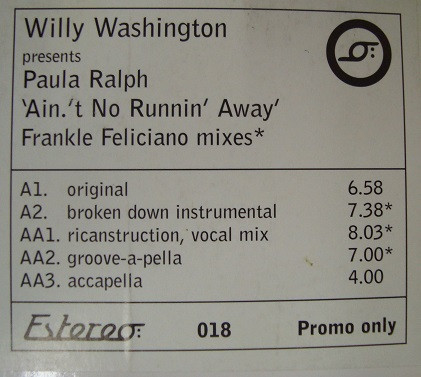 Willy Washington
presents
Paula Ralph
'Ain.'t No Runnin' Away'
Frankle Feliciano mixes*
A1. original 6.58
A2. broken down instrumental 7.38*
AA1. ricanstruction, vocal mix 8.03*
AA2. groove-a-pella 7.00*
AA3. accapella 4.00
Estereo: 018 Promo only